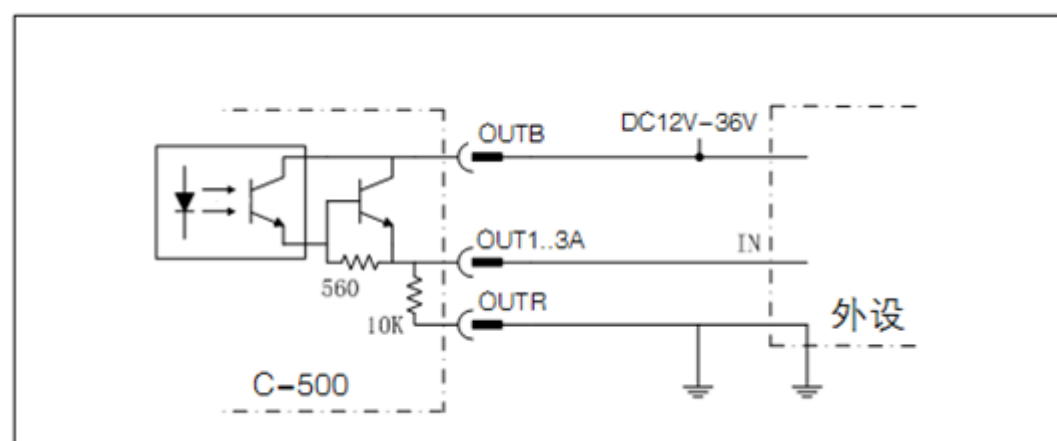 OUTB
DC12V-36V
OUT1..3A
IN
560
OUTR
10K
外设
C-500